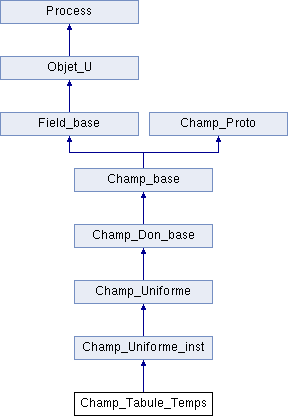 Process
Objet_U
Field_base
Champ_Proto
Champ_base
Champ_Don_base
Champ_Uniforme
Champ_Uniforme_inst
Champ_Tabule_Temps